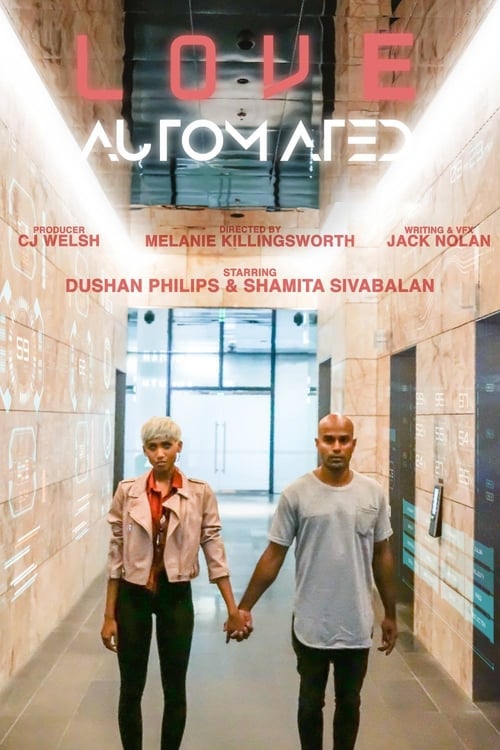 LOVE
AUTOMATED
PRODUCER
CJ WELSH
DIRECTED BY
MELANIE KILLINGSWORTH
WRITING & VFX
JACK NOLAN
STARRING
DUSHAN PHILIPS & SHAMITA SIVABALAN